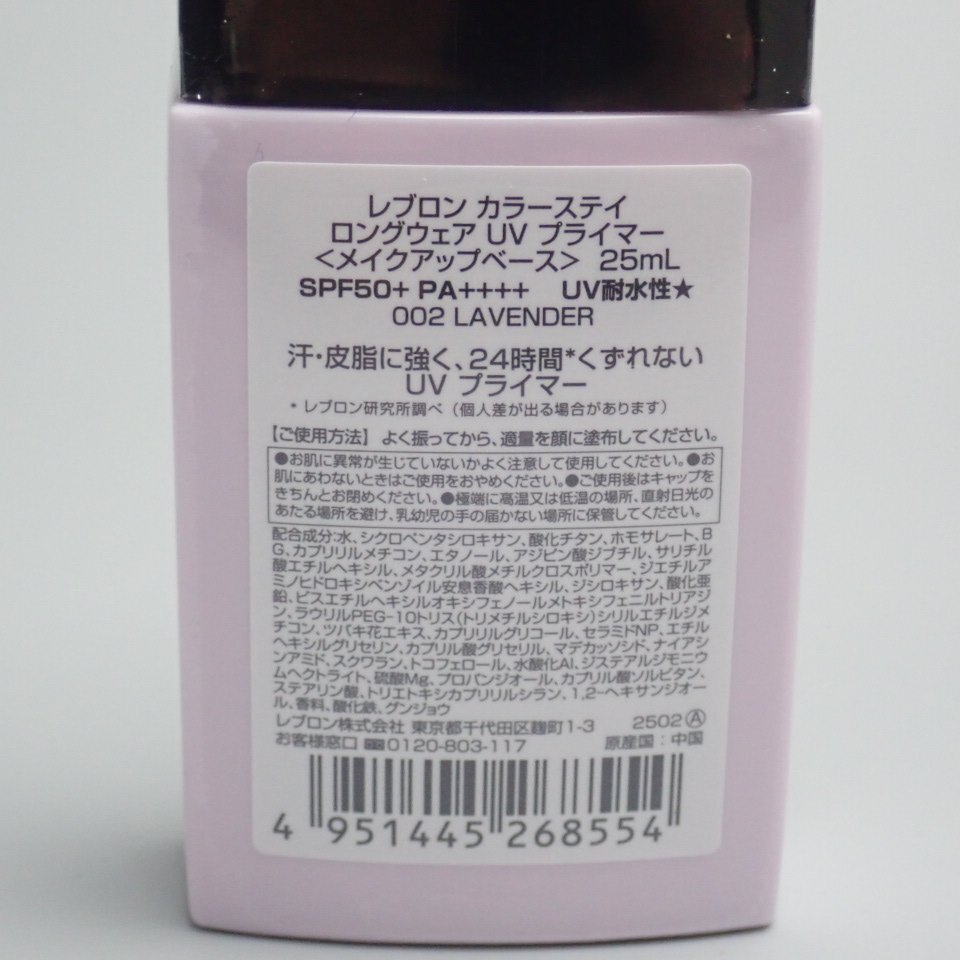 レブロン カラーステイ
ロングウェア UV プライマー
<メイクアップベース> 25mL
SPF50+ PA++++ UV耐水性★
002 LAVENDER
汗・皮脂に強く、24時間*くずれない
UV プライマー
* レブロン研究所調べ（個人差が出る場合があります）
【ご使用方法】よく振ってから、適量を顔に塗布してください。
●お肌に異常が生じていないかよく注意して使用してください。●お
肌にあわないときはご使用をおやめください。●ご使用後はキャップを
きちんとお閉めください。●極端に高温又は低温の場所、直射日光の
あたる場所を避け、乳幼児の手の届かない場所に保管してください。
配合成分:水、シクロペンタシロキサン、酸化チタン、ホモサレート、B
G、カプリリルメチコン、エタノール、アジピン酸ジブチル、サリチル
酸エチルヘキシル、メタクリル酸メチルクロスポリマー、ジエチルア
ミノヒドロキシベンゾイル安息香酸ヘキシル、ジシロキサン、酸化亜
鉛、ビスエチルヘキシルオキシフェノールメトキシフェニルトリアジ
ン、ラウリルPEG-10トリス(トリメチルシロキシ)シリルエチルジメ
チコン、ツバキ花エキス、カプリリルグリコール、セラミドNP、エチル
ヘキシルグリセリン、カプリル酸グリセリル、マデカッソシド、ナイアシ
ンアミド、スクワラン、トコフェロール、水酸化Al、ジステアルジモニウ
ムヘクトライト、硫酸Mg、プロパンジオール、カプリル酸ソルビタン、
ステアリン酸、トリエトキシカプリリルシラン、1,2-ヘキサンジオー
ル、香料、酸化鉄、グンジョウ
レブロン株式会社 東京都千代田区麹町1-3 2502Ⓐ
お客様窓口 0120-803-117 原産国：中国
4 951445 268554